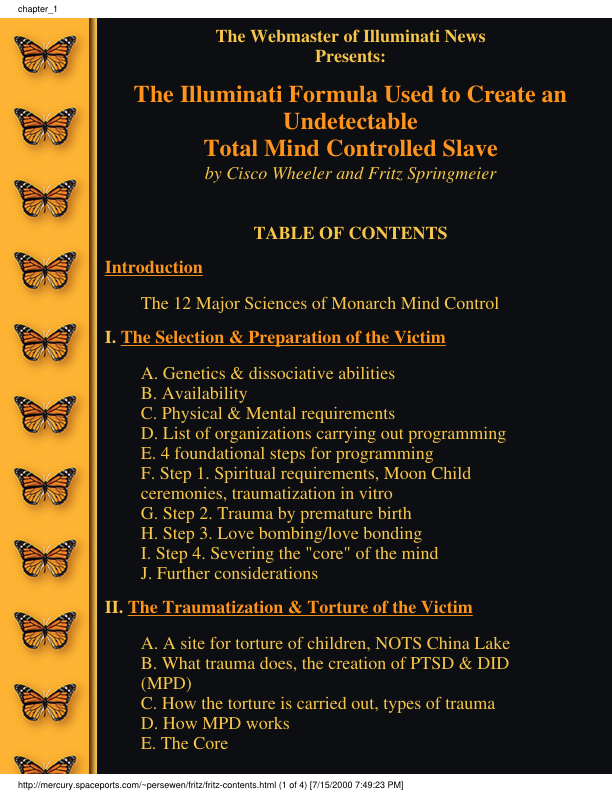 chapter_1
The Webmaster of Illuminati News
Presents:
The Illuminati Formula Used to Create an
Undetectable
Total Mind Controlled Slave
by Cisco Wheeler and Fritz Springmeier
TABLE OF CONTENTS
Introduction
The 12 Major Sciences of Monarch Mind Control
I. The Selection & Preparation of the Victim
A. Genetics & dissociative abilities
B. Availability
C. Physical & Mental requirements
D. List of organizations carrying out programming
E. 4 foundational steps for programming
F. Step 1. Spiritual requirements, Moon Child
ceremonies, traumatization in vitro
G. Step 2. Trauma by premature birth
H. Step 3. Love bombing/love bonding
I. Step 4. Severing the "core" of the mind
J. Further considerations
II. The Traumatization & Torture of the Victim
A. A site for torture of children, NOTS China Lake
B. What trauma does, the creation of PTSD & DID
(MPD)
C. How the torture is carried out, types of trauma
D. How MPD works
E. The Core
http://mercury.spaceports.com/~persewen/fritz/fritz-contents.html (1 of 4) [7/15/2000 7:49:23 PM]